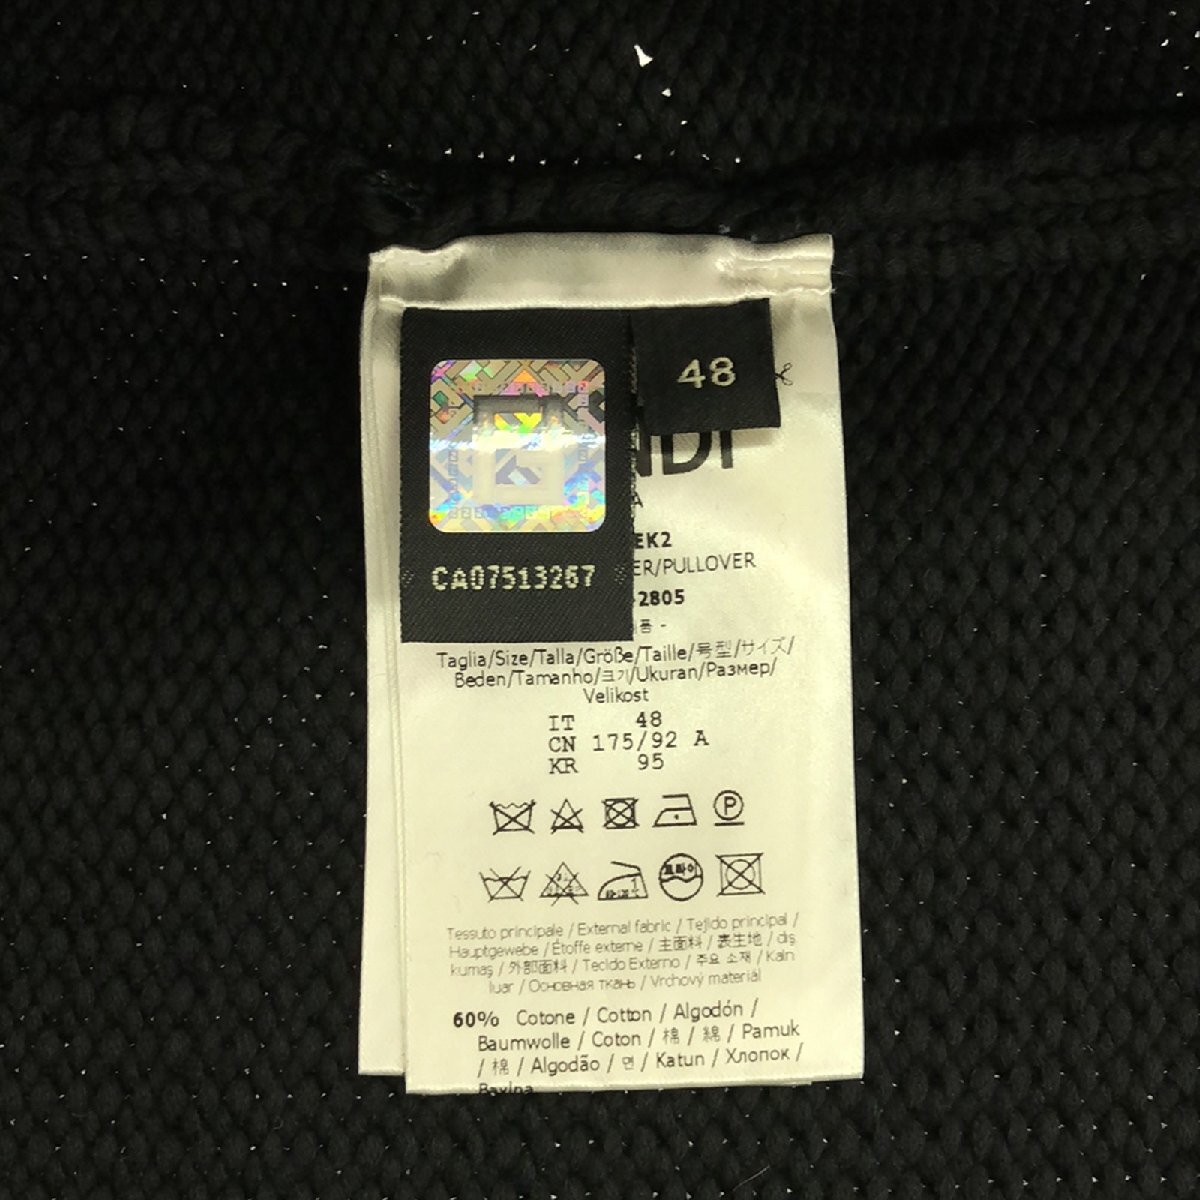 48
NDI
A
EK2
ER/PULLOVER
2805
CA07513267
Taglia/Size/Talla/Größe/Taille/号型/サイズ/
Beden/Tamanho/크기/Ukuran/Размер/
Velikost
IT 48
CN 175/92 A
KR 95
P
Tessuto principale / External fabric / Tejido principal /
Hauptgewebe / Étoffe externe / 主面料 / 表生地 / dış
kumaş / 外部面料 / Tecido Externo / 주요 소재 / Kain
luar / Основная ткань / Vrchový materiál
60% Cotone / Cotton / Algodón /
Baumwolle / Coton / 棉 / 綿 / Pamuk
/ 棉 / Algodão / 면 / Katun / Хлопок /
Bavlna